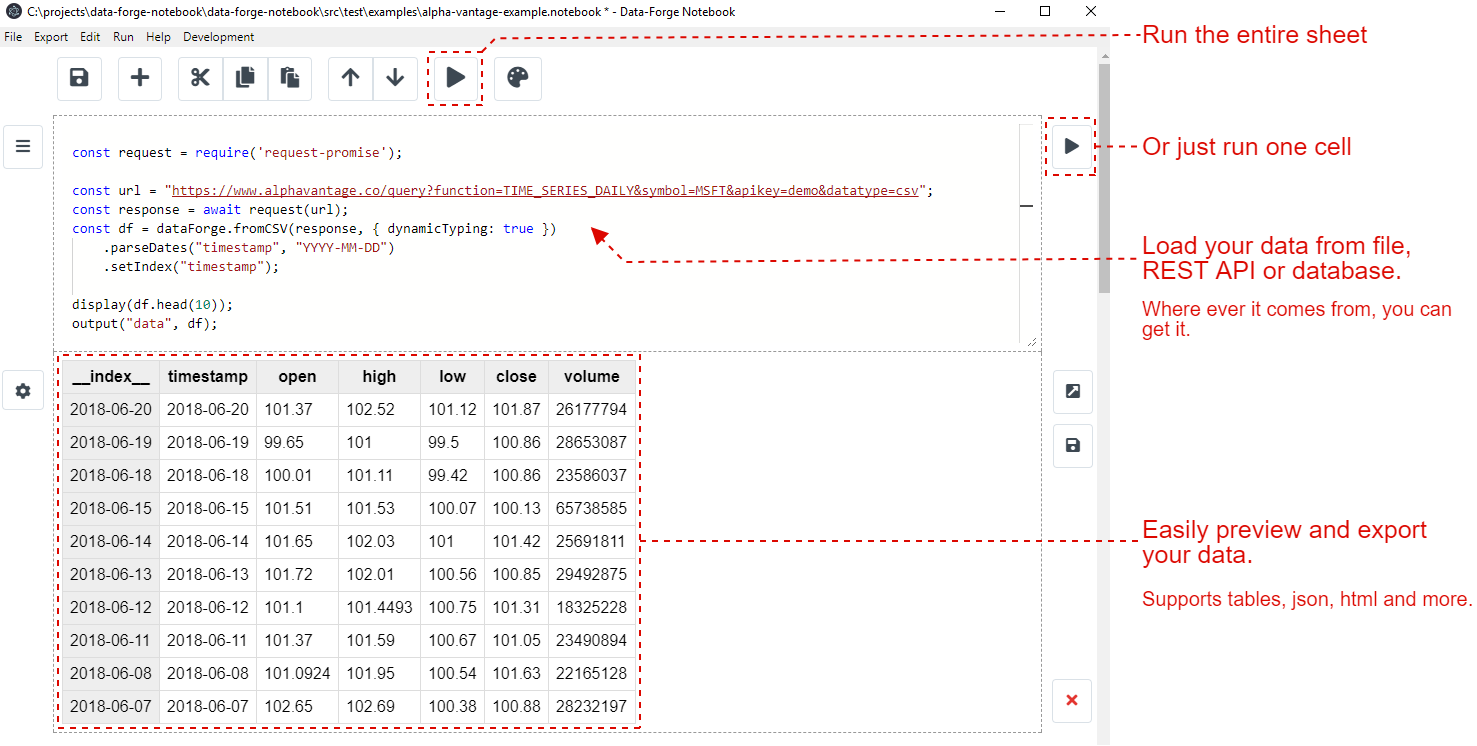 C:\projects\data-forge-notebook\data-forge-notebook\src\test\examples\alpha-vantage-example.notebook * - Data-Forge Notebook
File Export Edit Run Help Development
Run the entire sheet
const request = require('request-promise');
Or just run one cell
const url = "https://www.alphavantage.co/query?function=TIME_SERIES_DAILY&symbol=MSFT&apikey=demo&datatype=csv";
const response = await request(url);
const df = dataForge.fromCSV(response, { dynamicTyping: true })
.parseDates("timestamp", "YYYY-MM-DD")
.setIndex("timestamp");
display(df.head(10));
output("data", df);
Load your data from file,
REST API or database.
Where ever it comes from, you can
get it.
__index__ timestamp open high low close volume
2018-06-20 2018-06-20 101.37 102.52 101.12 101.87 26177794
2018-06-19 2018-06-19 99.65 101 99.5 100.86 28653087
2018-06-18 2018-06-18 100.01 101.11 99.42 100.86 23586037
2018-06-15 2018-06-15 101.51 101.53 100.07 100.13 65738585
2018-06-14 2018-06-14 101.65 102.03 101 101.42 25691811
2018-06-13 2018-06-13 101.72 102.01 100.56 100.85 29492875
2018-06-12 2018-06-12 101.1 101.4493 100.75 101.31 18325228
2018-06-11 2018-06-11 101.37 101.59 100.67 101.05 23490894
2018-06-08 2018-06-08 101.0924 101.95 100.54 101.63 22165128
2018-06-07 2018-06-07 102.65 102.69 100.38 100.88 28232197
Easily preview and export
your data.
Supports tables, json, html and more.